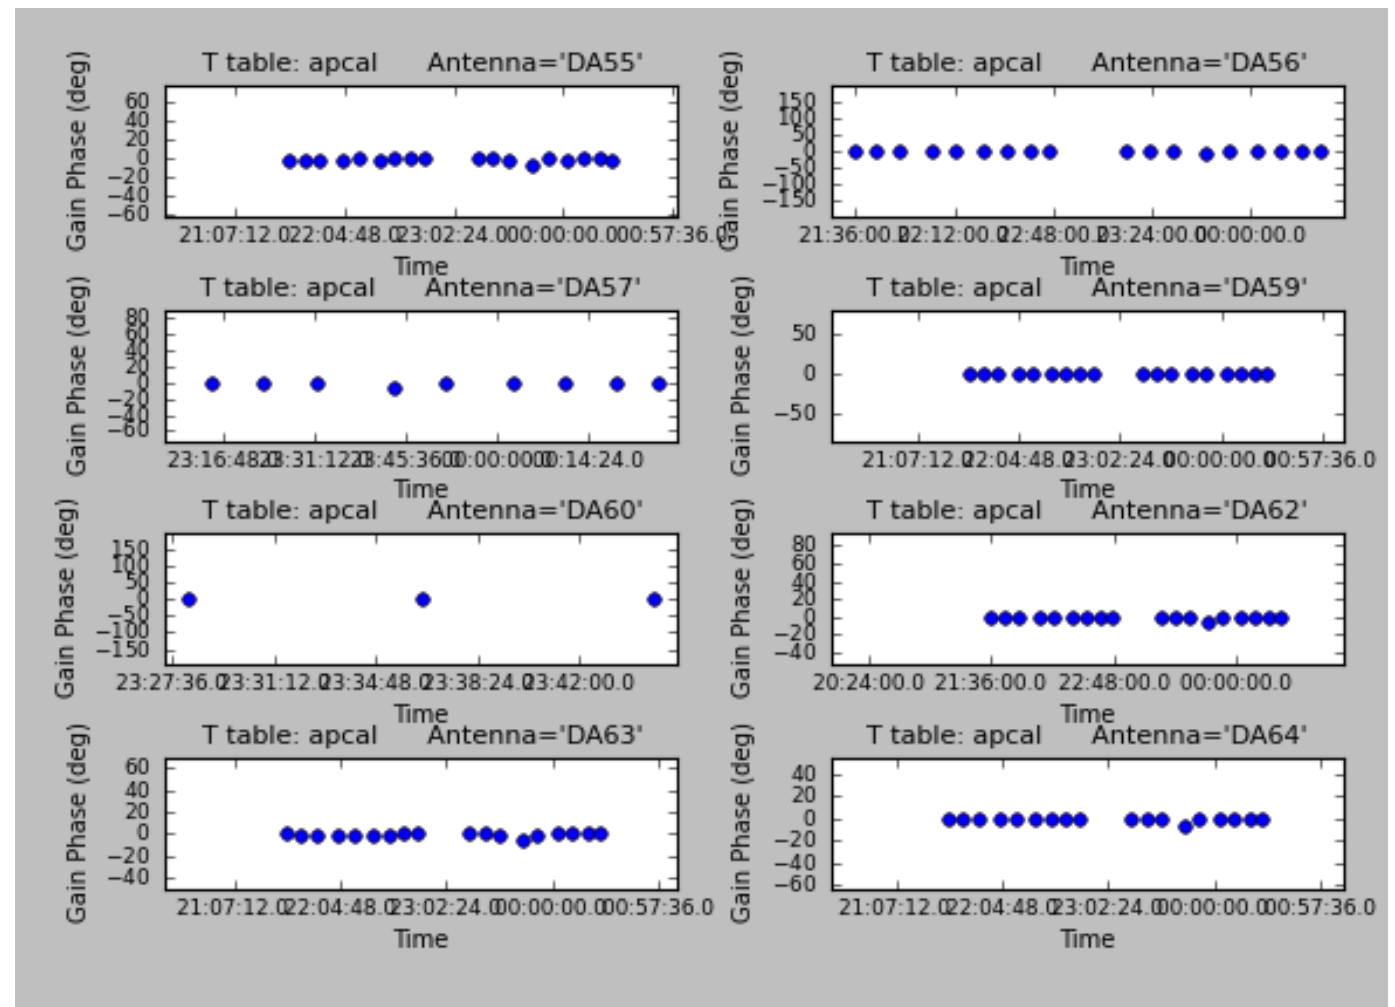 T table: apcal Antenna='DA55'
Gain Phase (deg)
60
40
20
0
−20
−40
−60
21:07:12.0 22:04:48.0 23:02:24.0 00:00:00.0 00:57:36.0
Time
T table: apcal Antenna='DA56'
Gain Phase (deg)
150
100
50
0
−50
−100
−150
21:36:00.0 22:12:00.0 22:48:00.0 23:24:00.0 00:00:00.0
Time
T table: apcal Antenna='DA57'
Gain Phase (deg)
80
60
40
20
0
−20
−40
−60
23:16:48.0 23:31:12.0 23:45:36.0 00:00:00.0 00:14:24.0
Time
T table: apcal Antenna='DA59'
Gain Phase (deg)
50
0
−50
21:07:12.0 22:04:48.0 23:02:24.0 00:00:00.0 00:57:36.0
Time
T table: apcal Antenna='DA60'
Gain Phase (deg)
150
100
50
0
−50
−100
−150
23:27:36.0 23:31:12.0 23:34:48.0 23:38:24.0 23:42:00.0
Time
T table: apcal Antenna='DA62'
Gain Phase (deg)
80
60
40
20
0
−20
−40
20:24:00.0 21:36:00.0 22:48:00.0 00:00:00.0
Time
T table: apcal Antenna='DA63'
Gain Phase (deg)
60
40
20
0
−20
−40
21:07:12.0 22:04:48.0 23:02:24.0 00:00:00.0 00:57:36.0
Time
T table: apcal Antenna='DA64'
Gain Phase (deg)
40
20
0
−20
−40
−60
21:07:12.0 22:04:48.0 23:02:24.0 00:00:00.0 00:57:36.0
Time